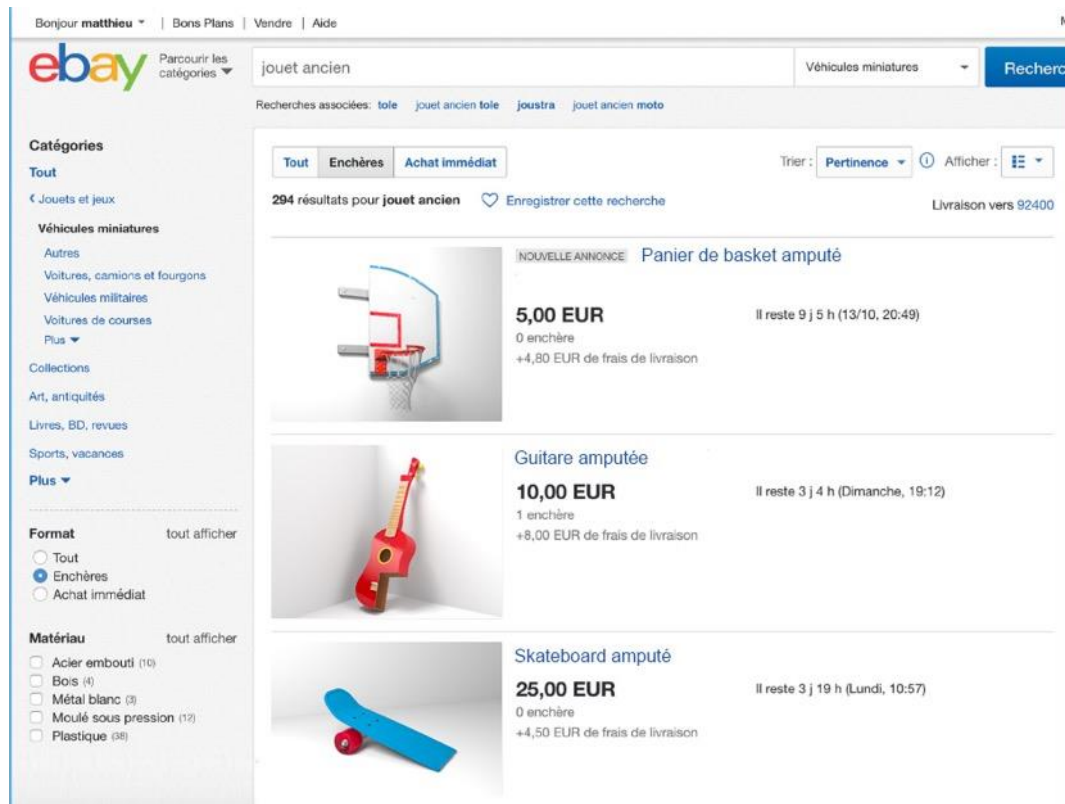 Bonjour matthieu | Bons Plans | Vendre | Aide
ebay
Parcourir les
catégories
jouet ancien
Véhicules miniatures
Recherc
Recherches associées: tole jouet ancien tole joustra jouet ancien moto
Catégories
Tout
Jouets et jeux
Véhicules miniatures
Autres
Voitures, camions et fourgons
Véhicules militaires
Voitures de courses
Plus
Collections
Art, antiquités
Livres, BD, revues
Sports, vacances
Plus
Format tout afficher
Tout
Enchères
Achat immédiat
Matériau tout afficher
Acier embouti (10)
Bois (4)
Métal blanc (3)
Moulé sous pression (12)
Plastique (38)
Tout Enchères Achat immédiat
Trier : Pertinence Afficher :
294 résultats pour jouet ancien Enregistrer cette recherche
Livraison vers 92400
NOUVELLE ANNONCE Panier de basket amputé
5,00 EUR Il reste 9 j 5 h (13/10, 20:49)
0 enchère
+4,80 EUR de frais de livraison
Guitare amputée
10,00 EUR Il reste 3 j 4 h (Dimanche, 19:12)
1 enchère
+8,00 EUR de frais de livraison
Skateboard amputé
25,00 EUR Il reste 3 j 19 h (Lundi, 10:57)
0 enchère
+4,50 EUR de frais de livraison